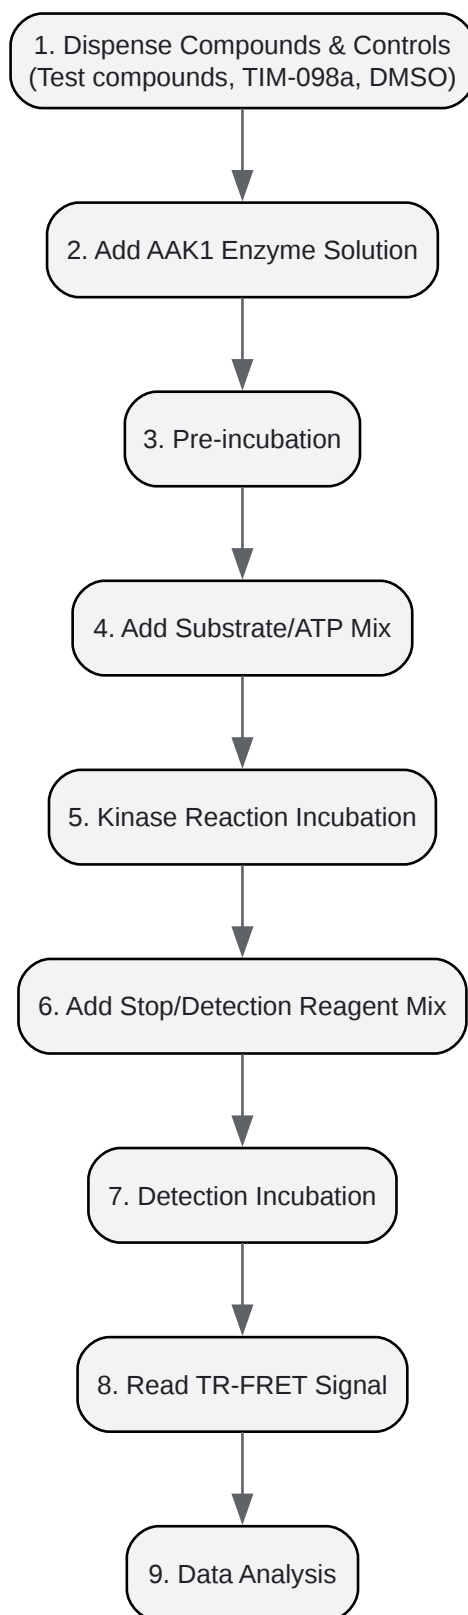 1. Dispense Compounds & Controls
(Test compounds, TIM-098a, DMSO)
2. Add AAK1 Enzyme Solution
3. Pre-incubation
4. Add Substrate/ATP Mix
5. Kinase Reaction Incubation
6. Add Stop/Detection Reagent Mix
7. Detection Incubation
8. Read TR-FRET Signal
9. Data Analysis